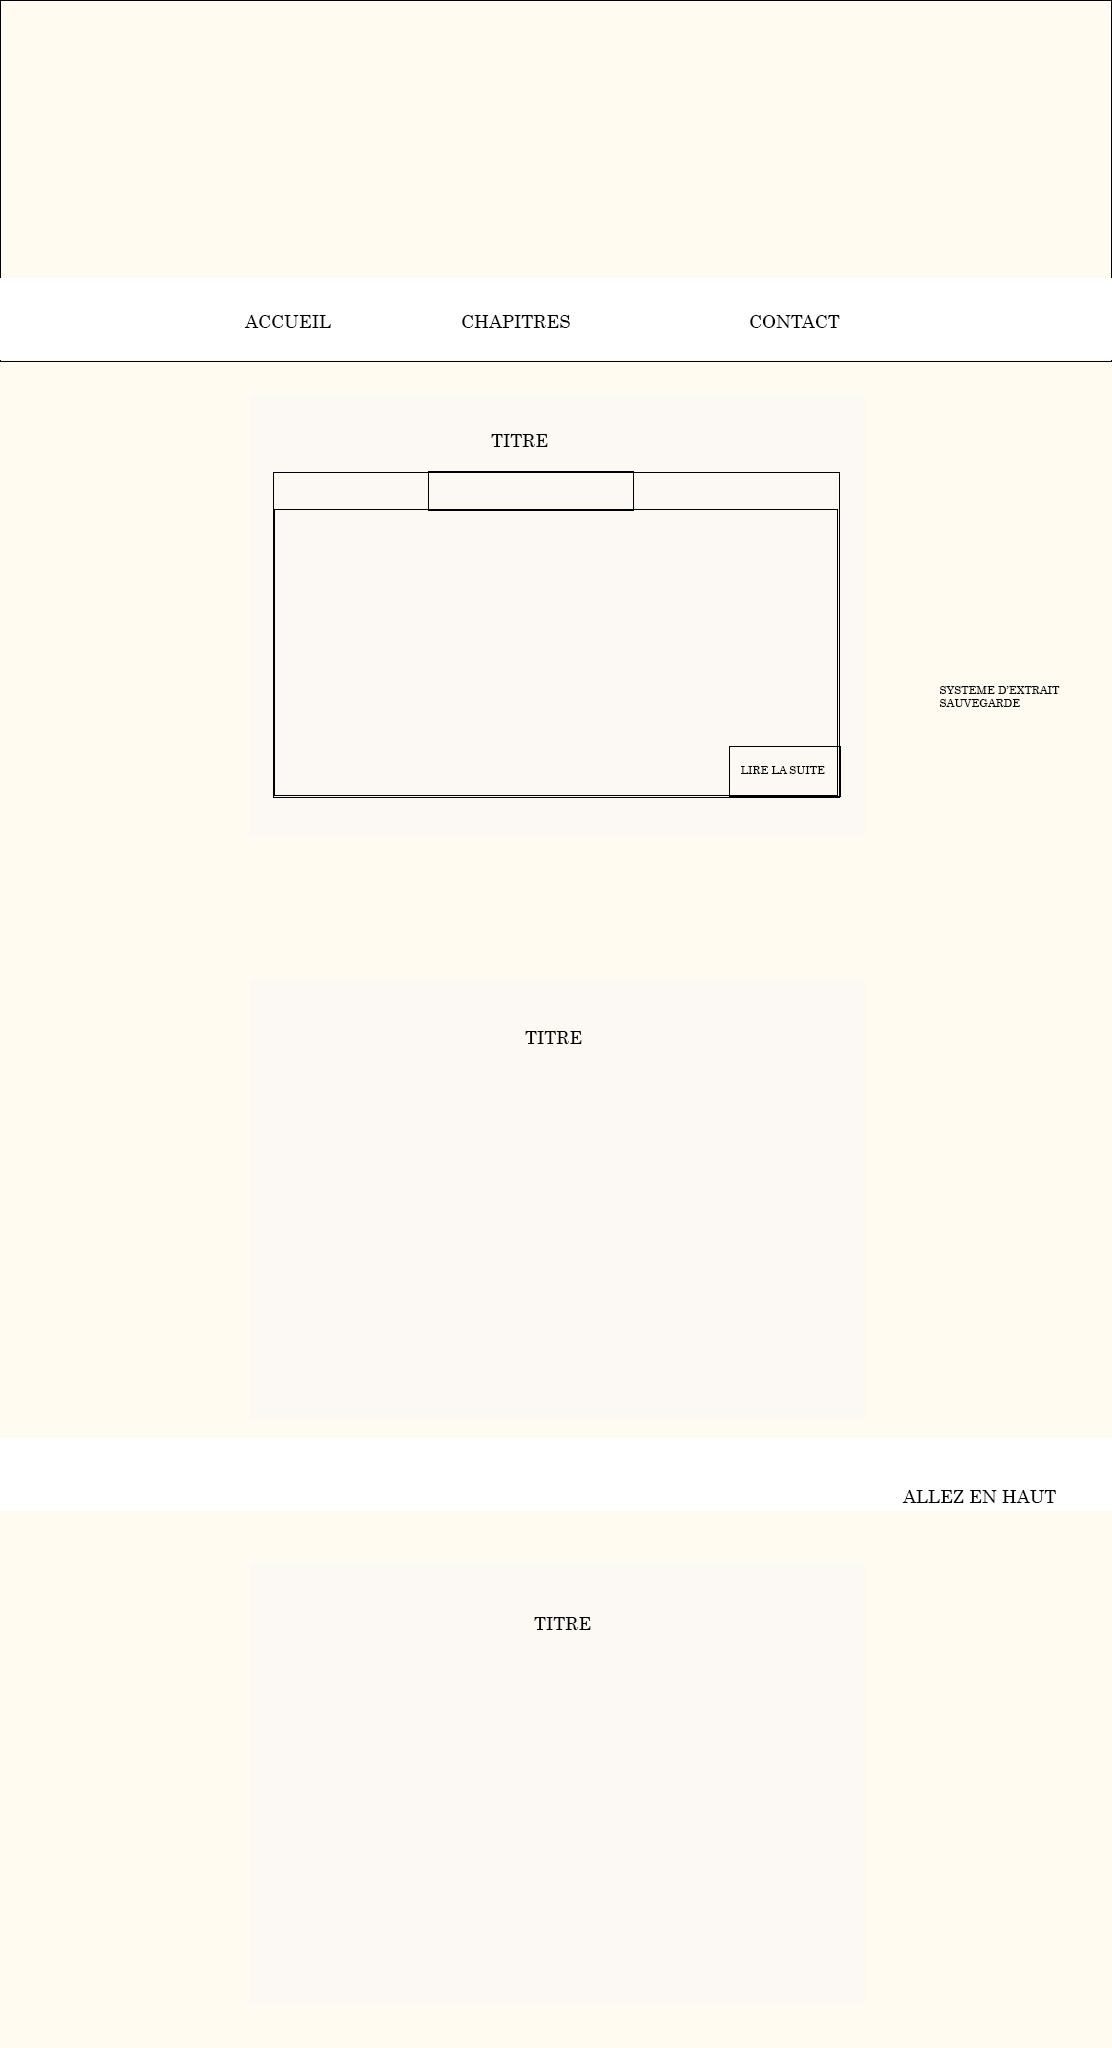 ACCUEIL
CHAPITRES
CONTACT
TITRE
SYSTEME D'EXTRAIT
SAUVEGARDE
LIRE LA SUITE
TITRE
ALLEZ EN HAUT
TITRE